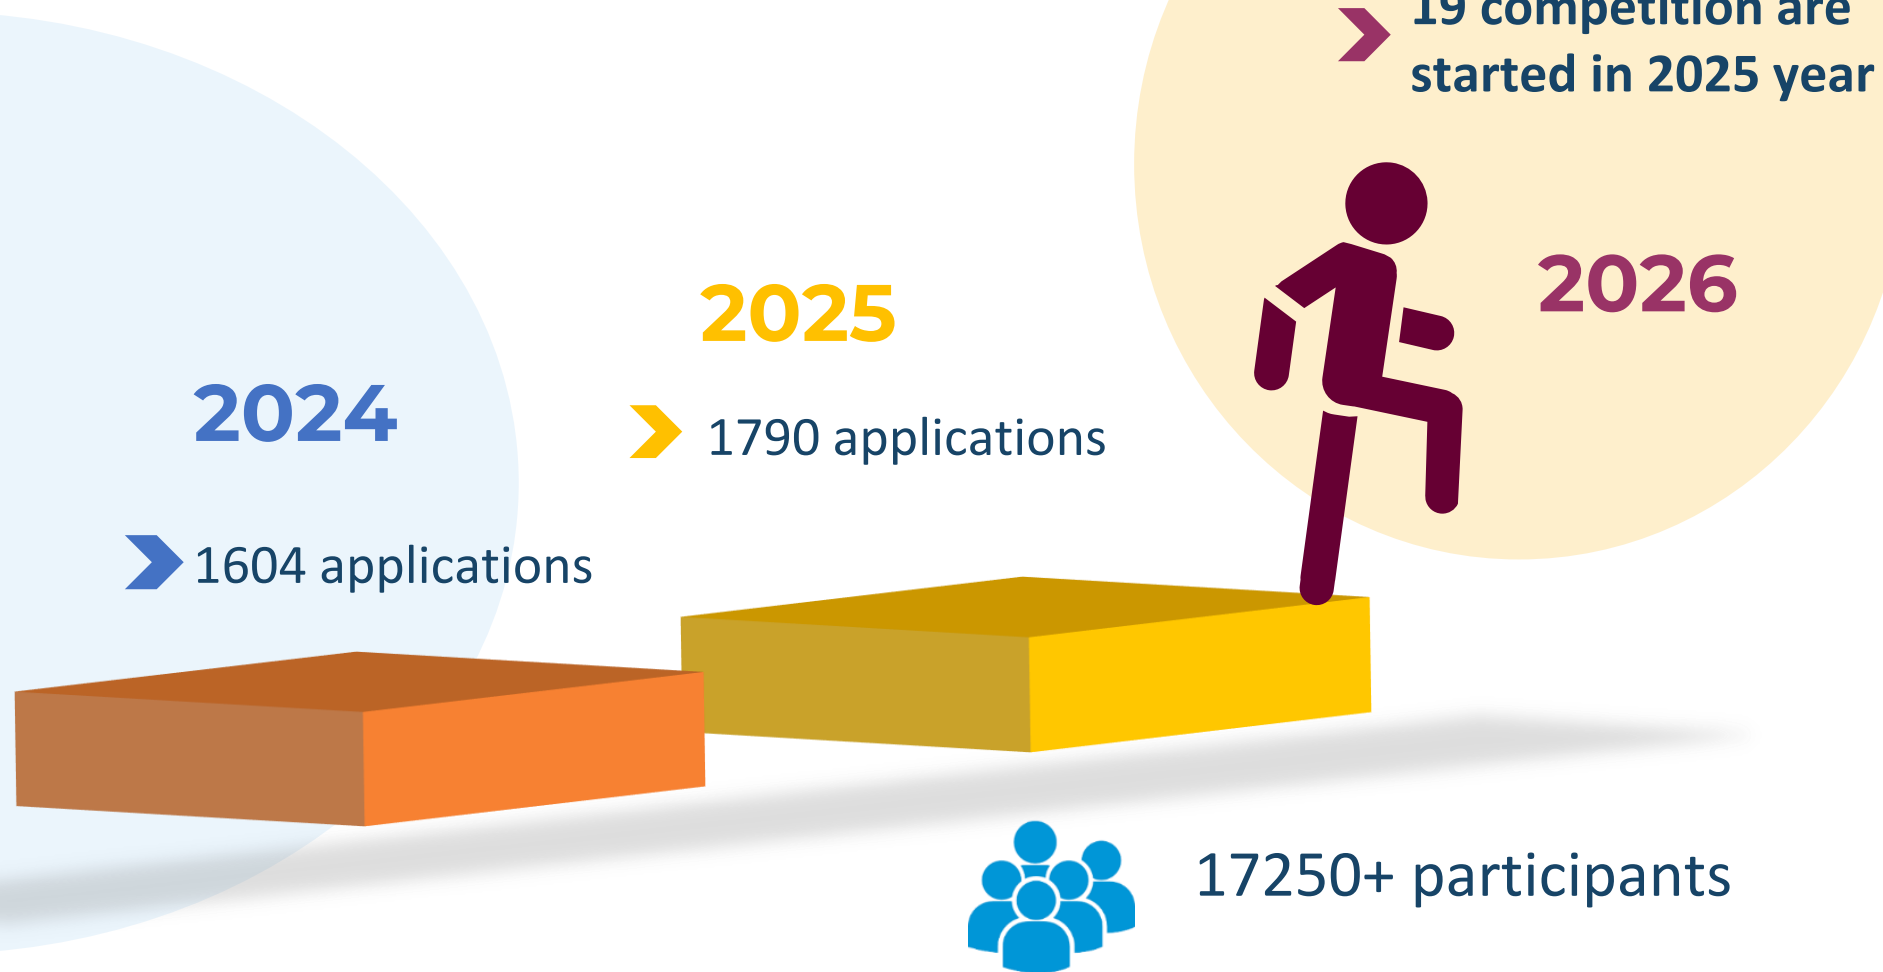 19 competition are
started in 2025 year
2026
2025
1790 applications
2024
1604 applications
17250+ participants